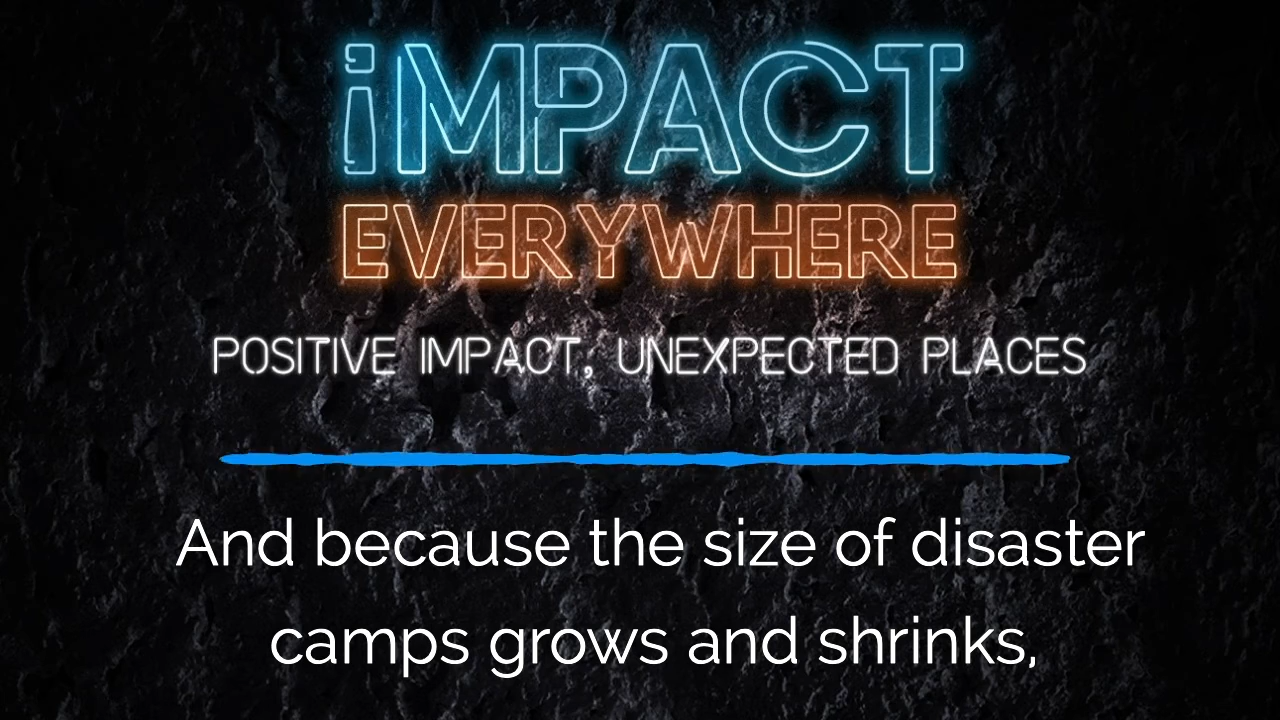 iMPACT
EVERYWHERE
POSITIVE IMPACT, UNEXPECTED PLACES
And because the size of disaster
camps grows and shrinks,